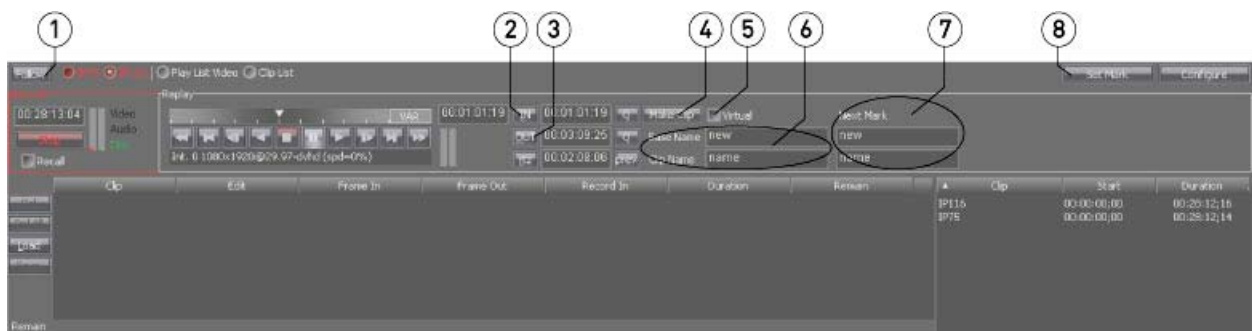 1 2 3 4 5 6 7 8
Play List Video Clip List Set Mark Configure
Replay
00:28:13:04 Video VAR 00:01:01:19 IN 00:01:01:19 Make Clip Virtual Next Mark
Stop Audio OUT 00:03:09:25 Base Name new new
Recall Int. 0 1080x1920@29.97-dvhd (spd=0%) 00:02:08:06 prev Clip Name name name
Clip Edit Frame In Frame Out Record In Duration Remain Clip Start Duration
IP116 00:00:00;00 00:28:12;16
IP75 00:00:00;00 00:28:12;14
Load
Remain